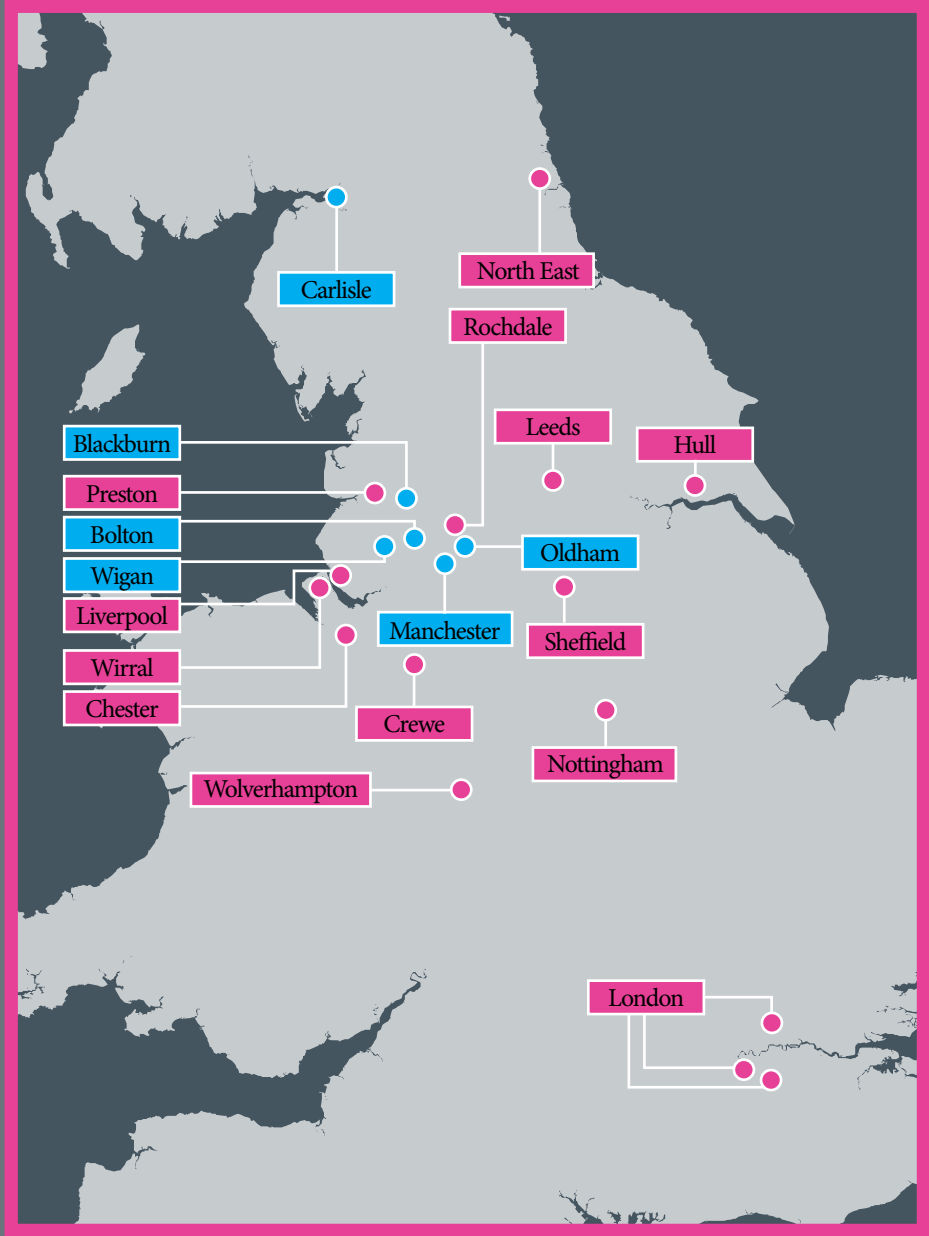 North East
Carlisle
Rochdale
Leeds
Hull
Blackburn
Preston
Bolton
Oldham
Wigan
Liverpool
Manchester
Sheffield
Wirral
Chester
Crewe
Nottingham
Wolverhampton
London